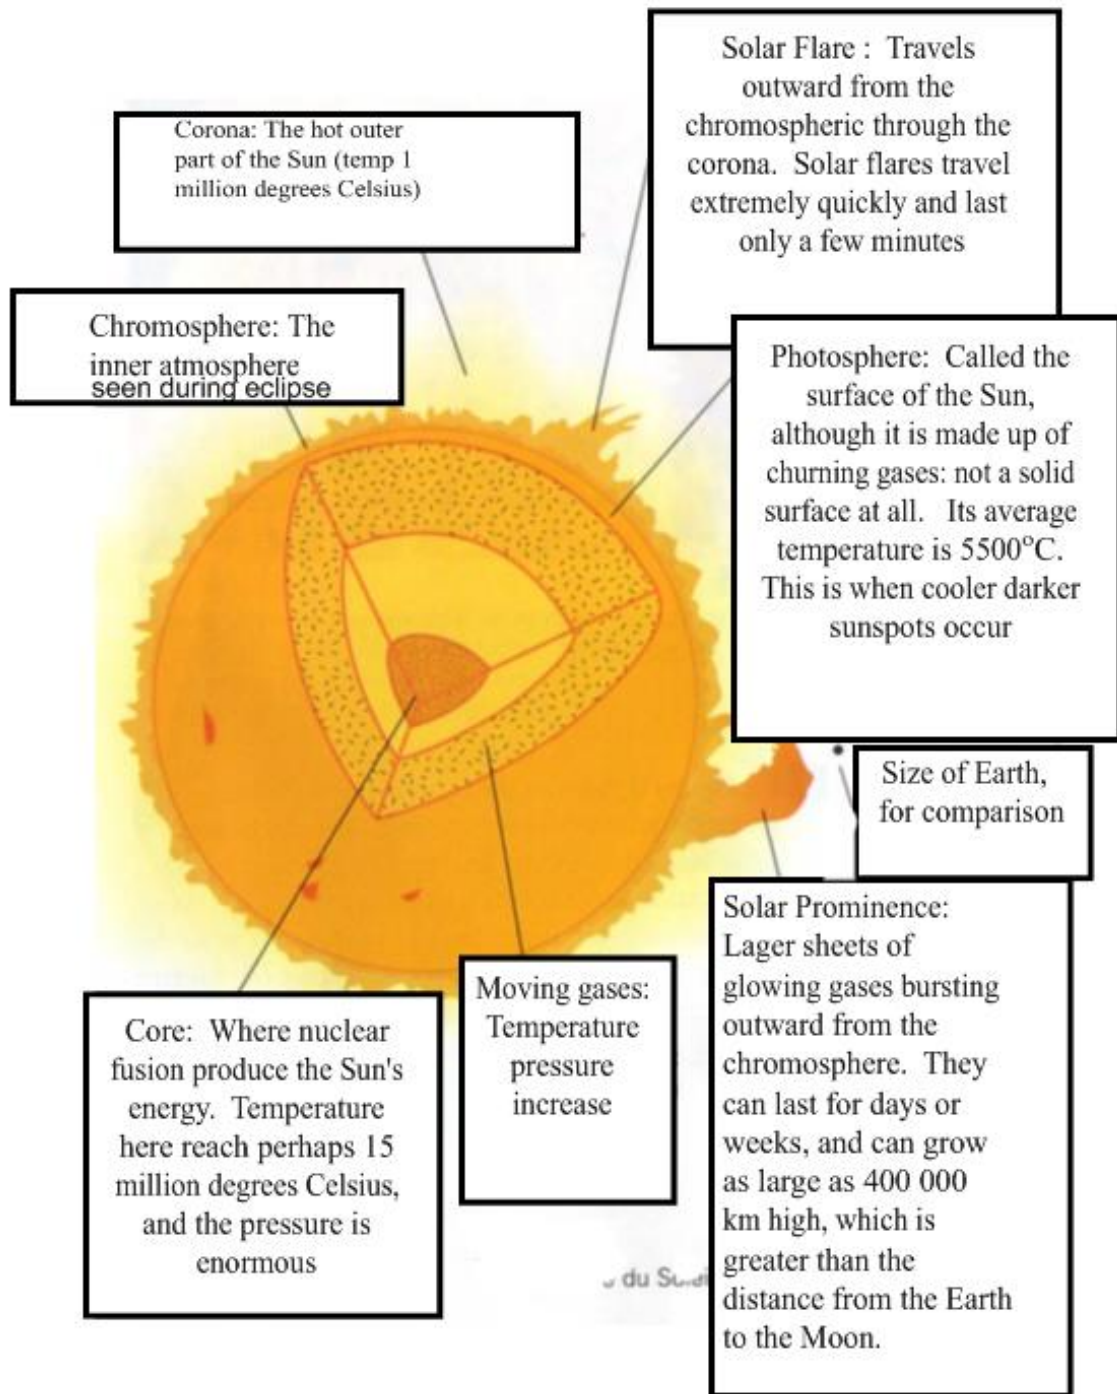 Solar Flare : Travels
outward from the
chromospheric through the
corona. Solar flares travel
extremely quickly and last
only a few minutes
Corona: The hot outer
part of the Sun (temp 1
million degrees Celsius)
Chromosphere: The
inner atmosphere
seen during eclipse
Photosphere: Called the
surface of the Sun,
although it is made up of
churning gases: not a solid
surface at all. Its average
temperature is 5500°C.
This is when cooler darker
sunspots occur
Size of Earth,
for comparison
Solar Prominence:
Lager sheets of
glowing gases bursting
outward from the
chromosphere. They
can last for days or
weeks, and can grow
as large as 400 000
km high, which is
greater than the
distance from the Earth
to the Moon.
Moving gases:
Temperature
pressure
increase
Core: Where nuclear
fusion produce the Sun's
energy. Temperature
here reach perhaps 15
million degrees Celsius,
and the pressure is
enormous
du